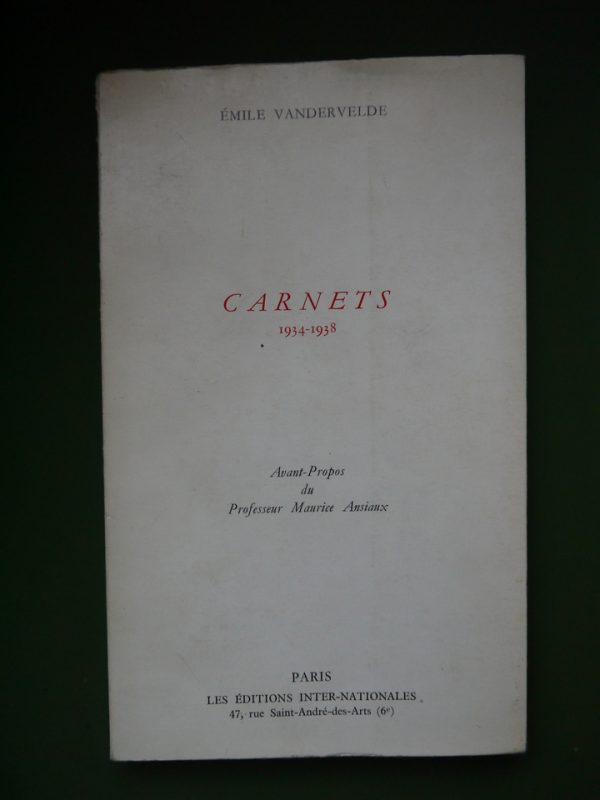 ÉMILE VANDERVELDE
CARNETS
1934-1938
Avant-Propos
du
Professeur Maurice Ansiaux
PARIS
LES ÉDITIONS INTER-NATIONALES
47, rue Saint-André-des-Arts (6e)